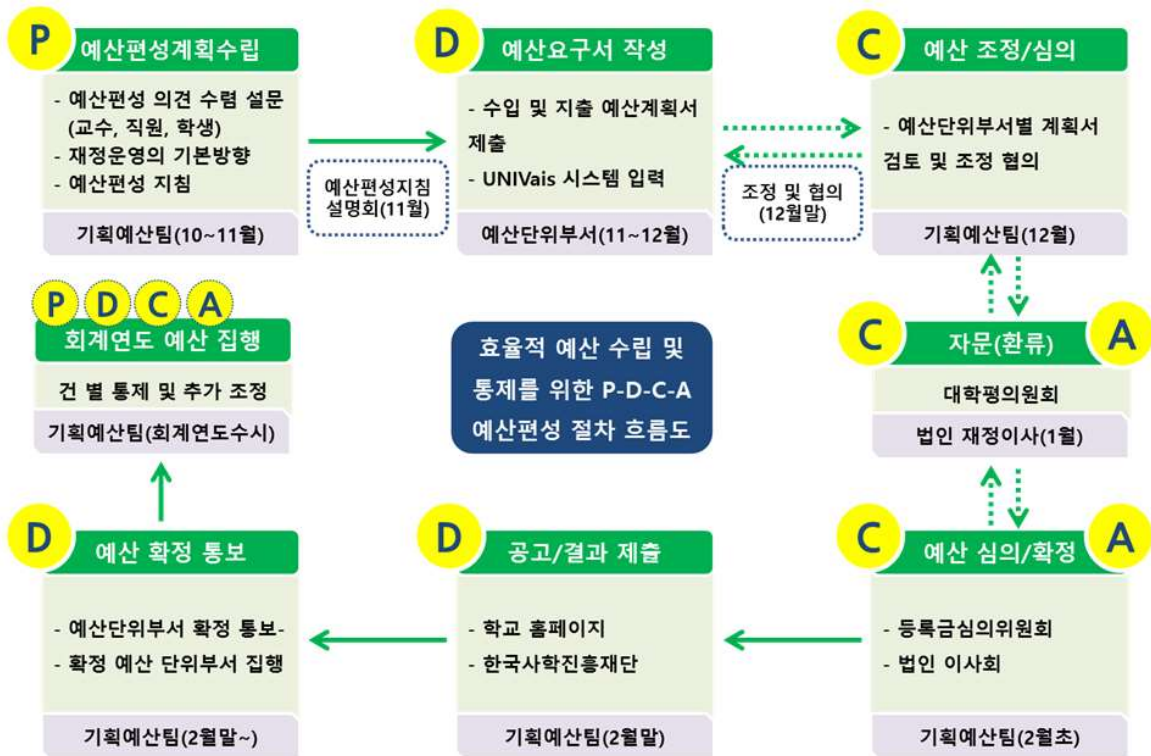 P
예산편성계획수립
- 예산편성 의견 수렴 설문
(교수, 직원, 학생)
- 재정운영의 기본방향
- 예산편성 지침
기획예산팀(10~11월)
예산편성지침
설명회(11월)
D
예산요구서 작성
- 수입 및 지출 예산계획서
제출
- UNIVais 시스템 입력
예산단위부서(11~12월)
조정 및 협의
(12월말)
C
예산 조정/심의
- 예산단위부서별 계획서
검토 및 조정 협의
기획예산팀(12월)
P D C A
회계연도 예산 집행
건 별 통제 및 추가 조정
기획예산팀(회계연도수시)
효율적 예산 수립 및
통제를 위한 P-D-C-A
예산편성 절차 흐름도
C
자문(환류)
A
대학평의원회
법인 재정이사(1월)
D
예산 확정 통보
- 예산단위부서 확정 통보-
- 확정 예산 단위부서 집행
기획예산팀(2월말~)
D
공고/결과 제출
- 학교 홈페이지
- 한국사학진흥재단
기획예산팀(2월말)
C
예산 심의/확정
A
- 등록금심의위원회
- 법인 이사회
기획예산팀(2월초)